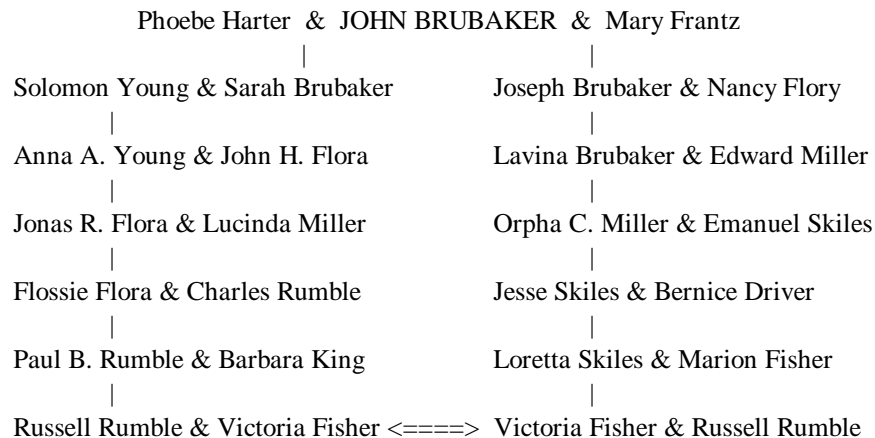 Phoebe Harter & JOHN BRUBAKER & Mary Frantz
Solomon Young & Sarah Brubaker Joseph Brubaker & Nancy Flory
Anna A. Young & John H. Flora Lavina Brubaker & Edward Miller
Jonas R. Flora & Lucinda Miller Orpha C. Miller & Emanuel Skiles
Flossie Flora & Charles Rumble Jesse Skiles & Bernice Driver
Paul B. Rumble & Barbara King Loretta Skiles & Marion Fisher
Russell Rumble & Victoria Fisher <====> Victoria Fisher & Russell Rumble